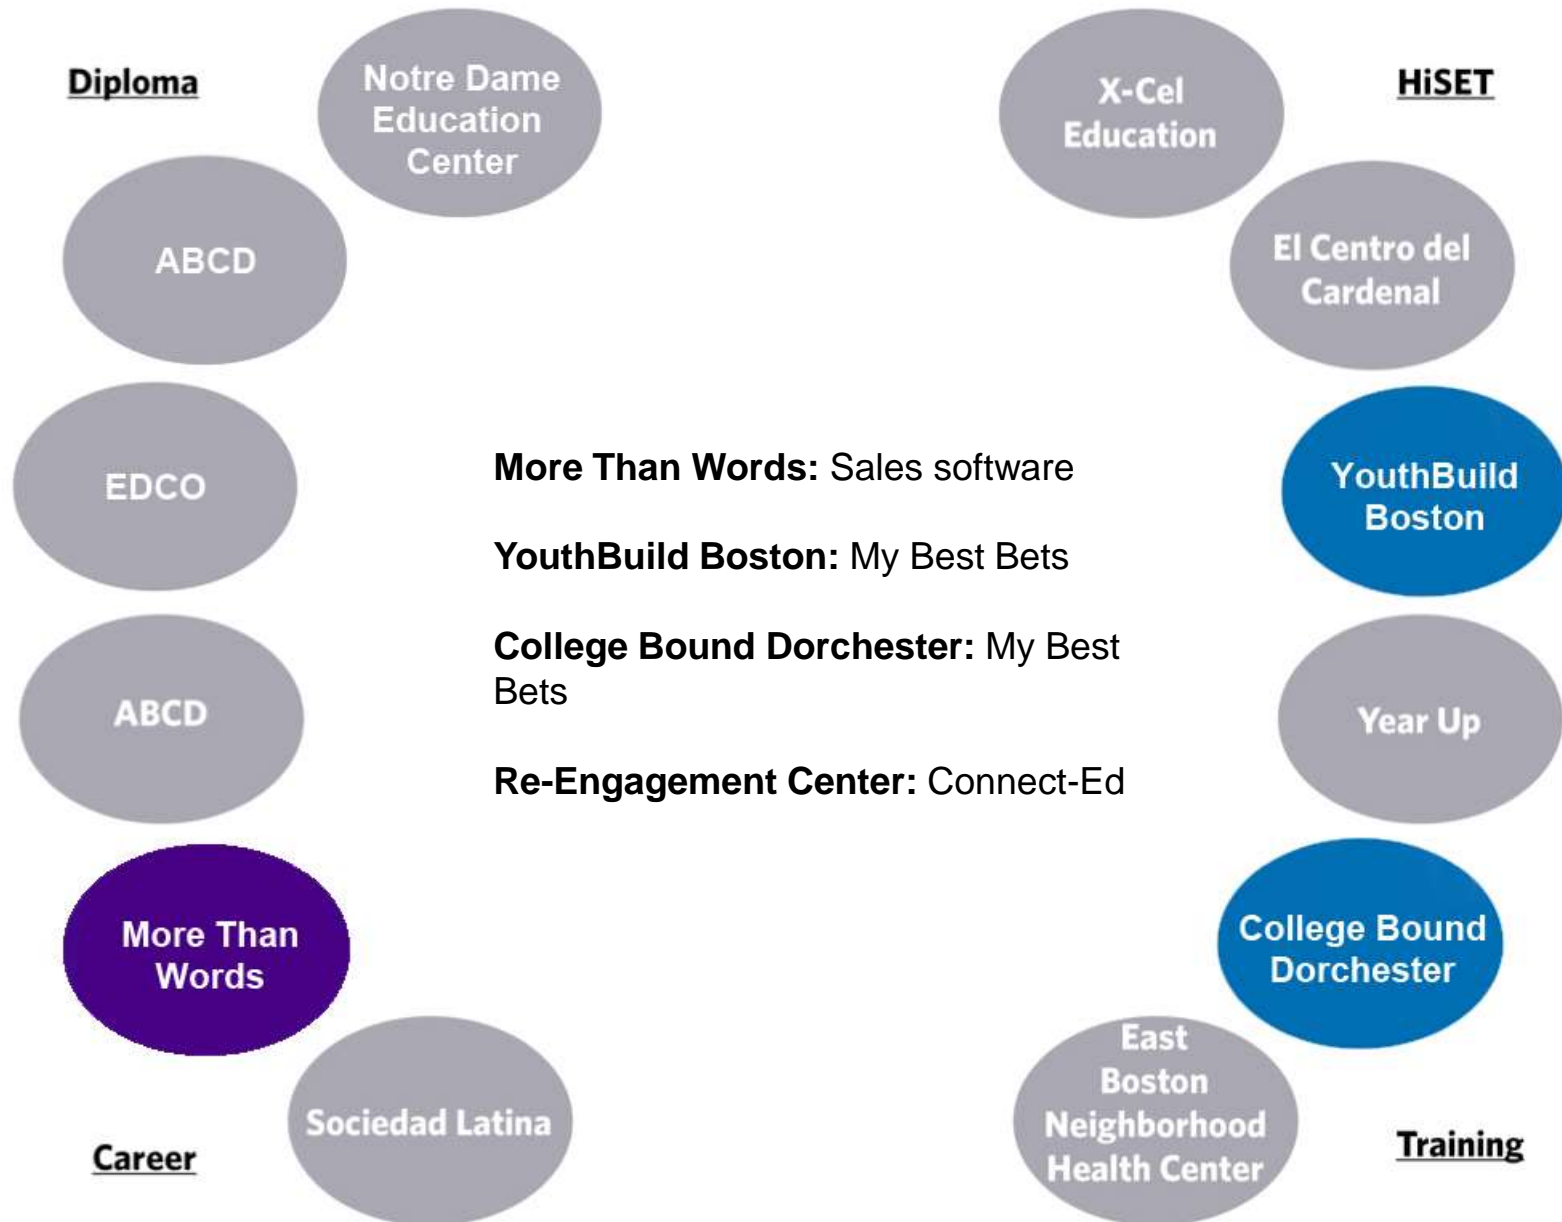 Diploma
Notre Dame
Education
Center
ABCD
EDCO
ABCD
More Than
Words
Sociedad Latina
Career
More Than Words: Sales software
YouthBuild Boston: My Best Bets
College Bound Dorchester: My Best
Bets
Re-Engagement Center: Connect-Ed
X-Cel
Education
HiSET
El Centro del
Cardenal
YouthBuild
Boston
Year Up
College Bound
Dorchester
East
Boston
Neighborhood
Health Center
Training